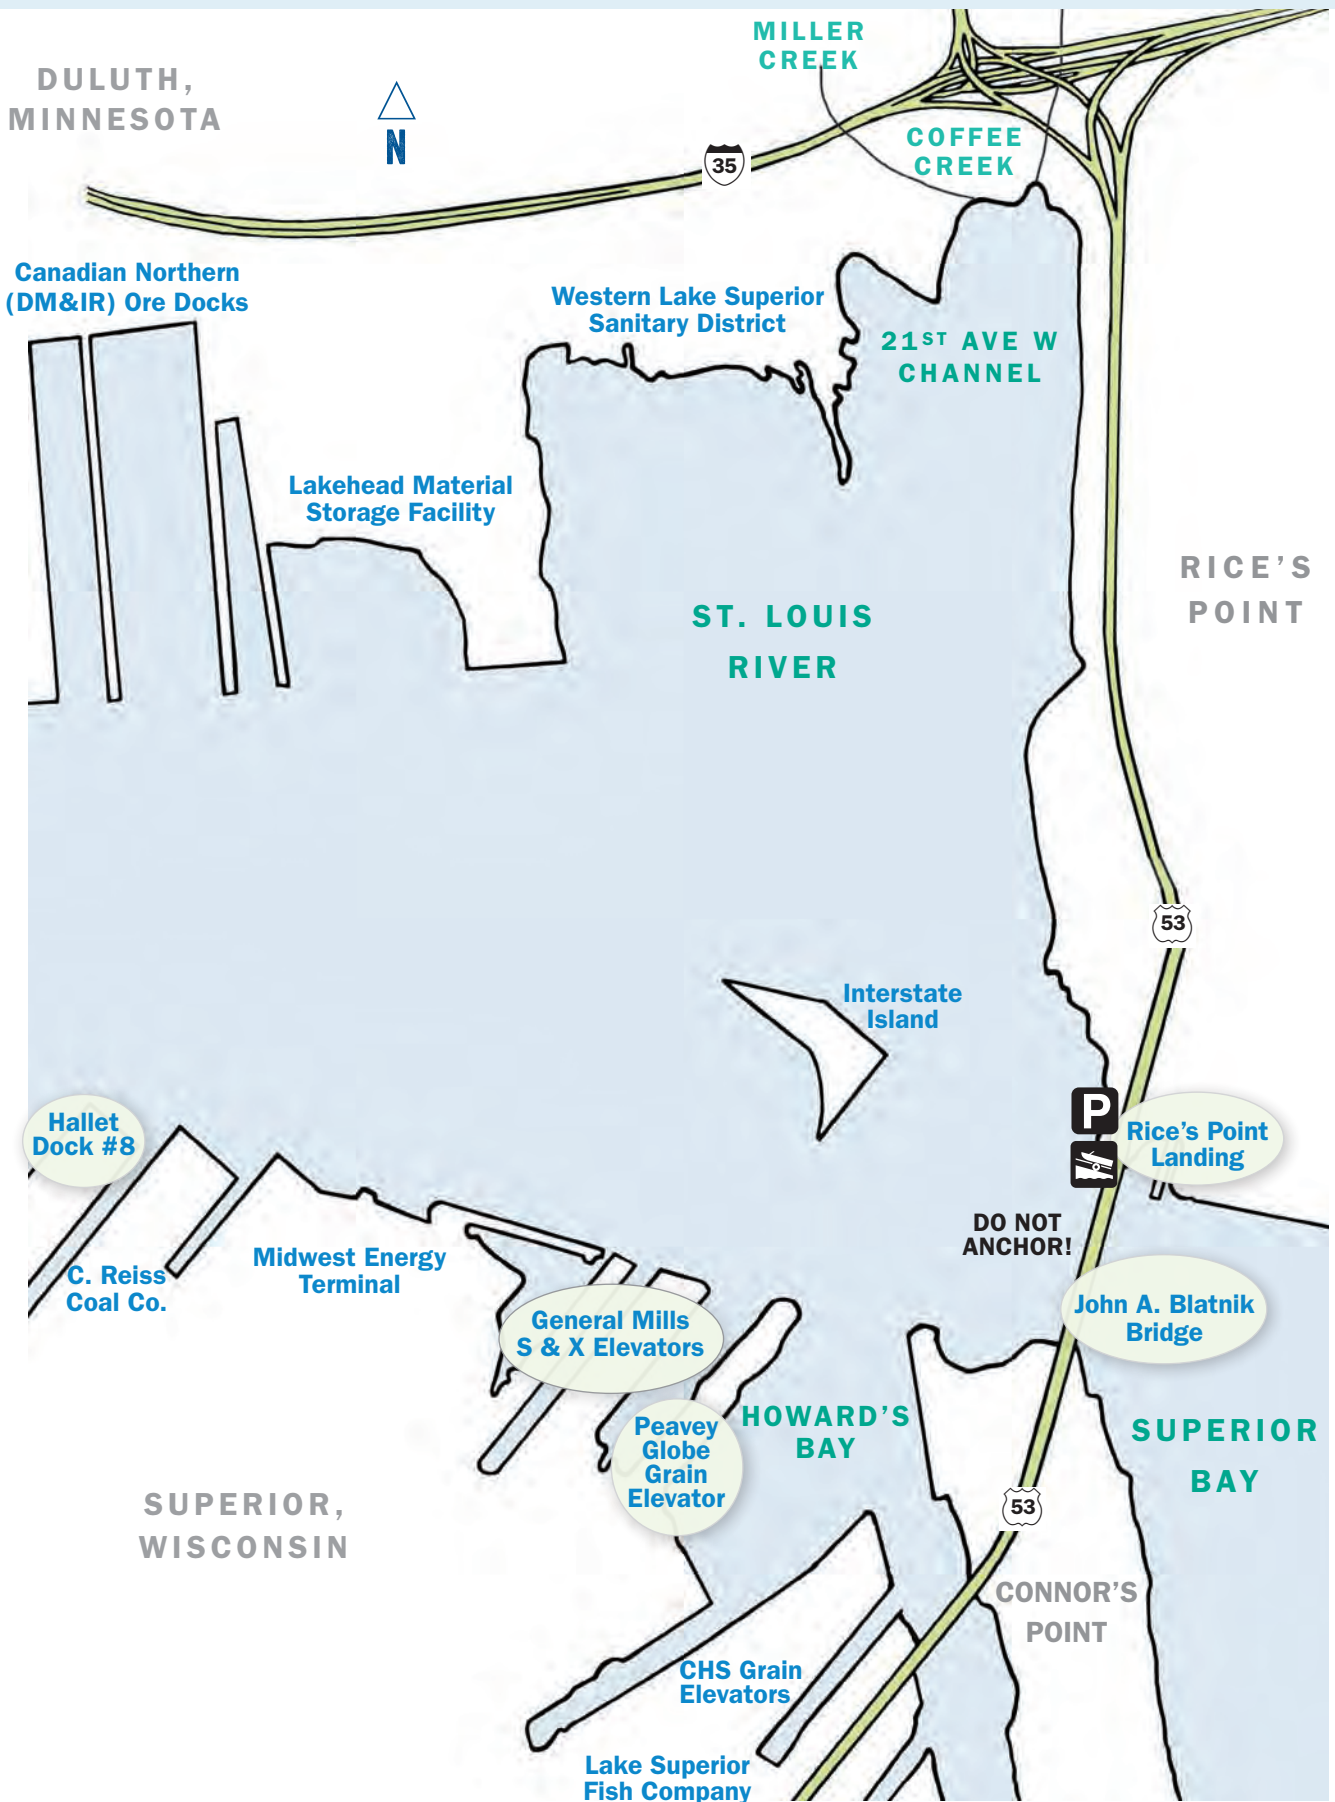 MILLER
CREEK
DULUTH,
MINNESOTA
N
COFFEE
CREEK
35
Canadian Northern
(DM&IR) Ore Docks
Western Lake Superior
Sanitary District
21ST AVE W
CHANNEL
Lakehead Material
Storage Facility
RICE'S
POINT
ST. LOUIS
RIVER
53
Interstate
Island
Hallet
Dock #8
P
Rice's Point
Landing
DO NOT
ANCHOR!
Midwest Energy
Terminal
C. Reiss
Coal Co.
John A. Blatnik
Bridge
General Mills
S & X Elevators
HOWARD'S
BAY
Peavey
Globe
Grain
Elevator
SUPERIOR
BAY
SUPERIOR,
WISCONSIN
53
CONNOR'S
POINT
CHS Grain
Elevators
Lake Superior
Fish Company